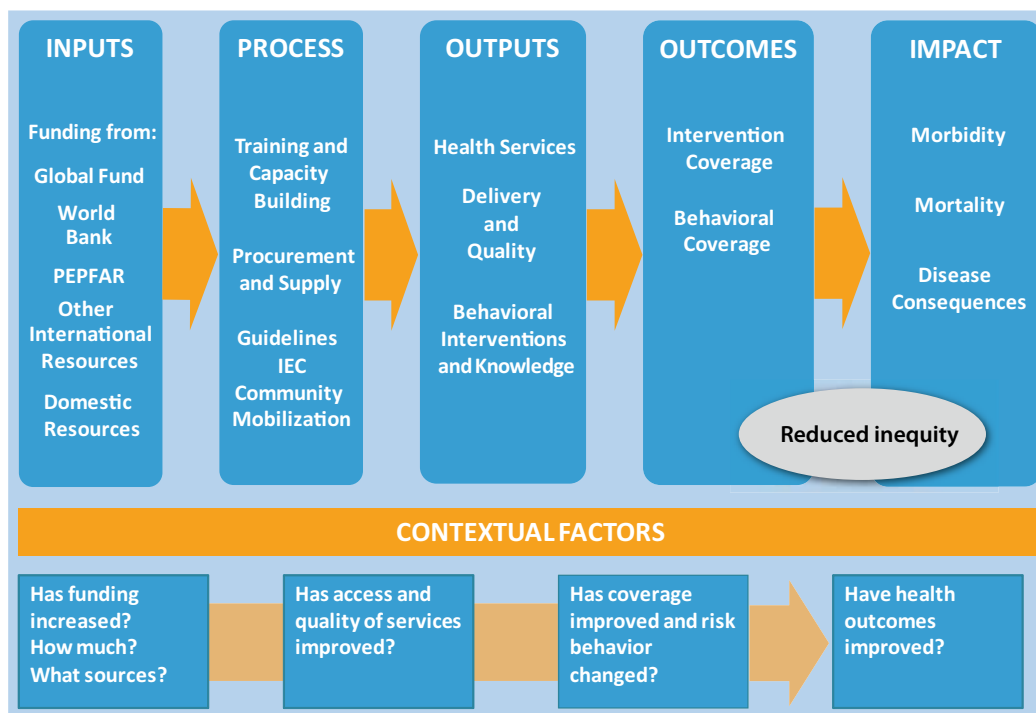 INPUTS
Funding from:
Global Fund
World
Bank
PEPFAR
Other
International
Resources
Domestic
Resources
PROCESS
Training and
Capacity
Building
Procurement
and Supply
Guidelines
IEC
Community
Mobilization
OUTPUTS
Health Services
Delivery
and
Quality
Behavioral
Interventions
and Knowledge
OUTCOMES
Intervention
Coverage
Behavioral
Coverage
IMPACT
Morbidity
Mortality
Disease
Consequences
Reduced inequity
CONTEXTUAL FACTORS
Has funding
increased?
How much?
What sources?
Has access and
quality of services
improved?
Has coverage
improved and risk
behavior
changed?
Have health
outcomes
improved?